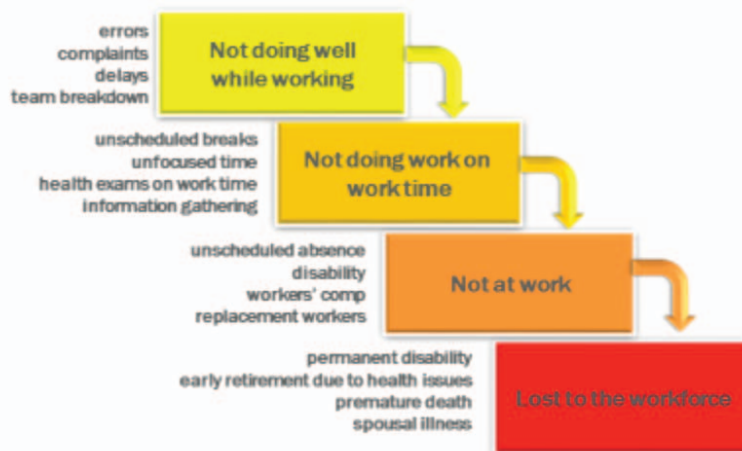 errors
complaints
delays
team breakdown
Not doing well
while working
unscheduled breaks
unfocused time
health exams on work time
information gathering
Not doing work on
work time
unscheduled absence
disability
workers' comp
replacement workers
Not at work
permanent disability
early retirement due to health issues
premature death
spousal illness
Lost to the workforce